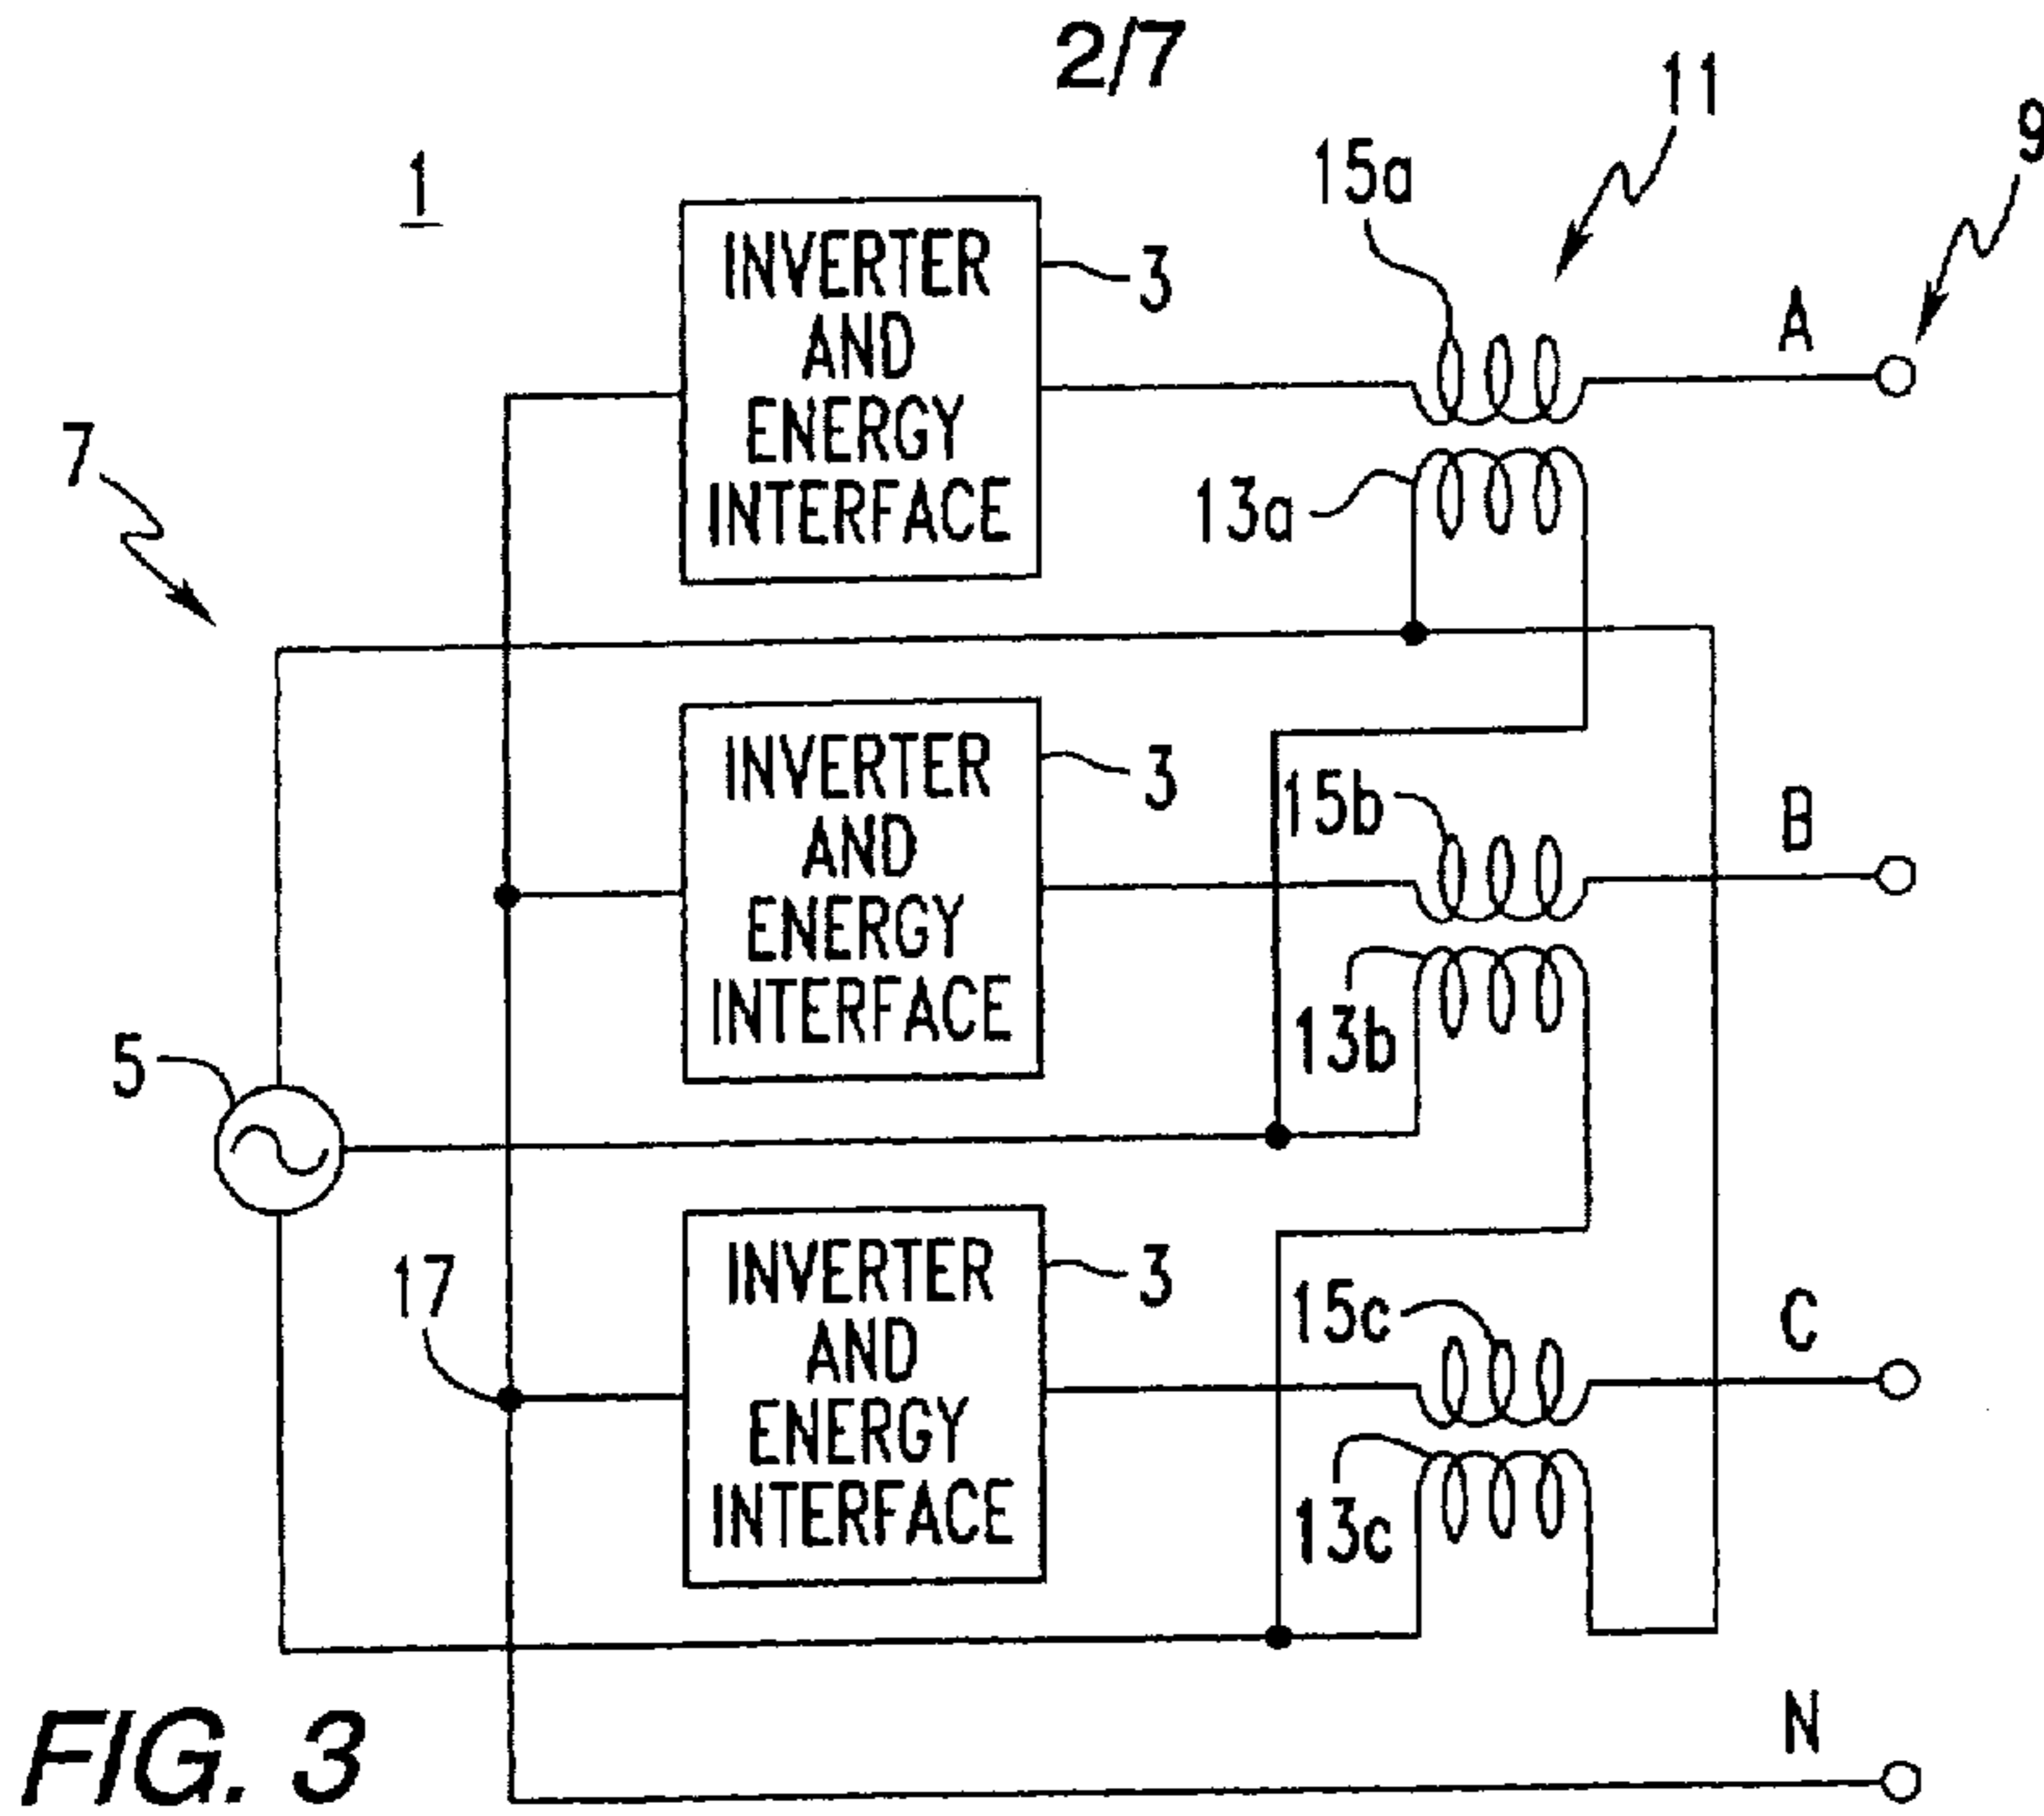 2/7
11
9
1
15a
INVERTER
AND
ENERGY
INTERFACE
3
A
7
13a
INVERTER
AND
ENERGY
INTERFACE
3
15b
B
13b
5
INVERTER
AND
ENERGY
INTERFACE
3
17
15c
C
13c
N
FIG. 3